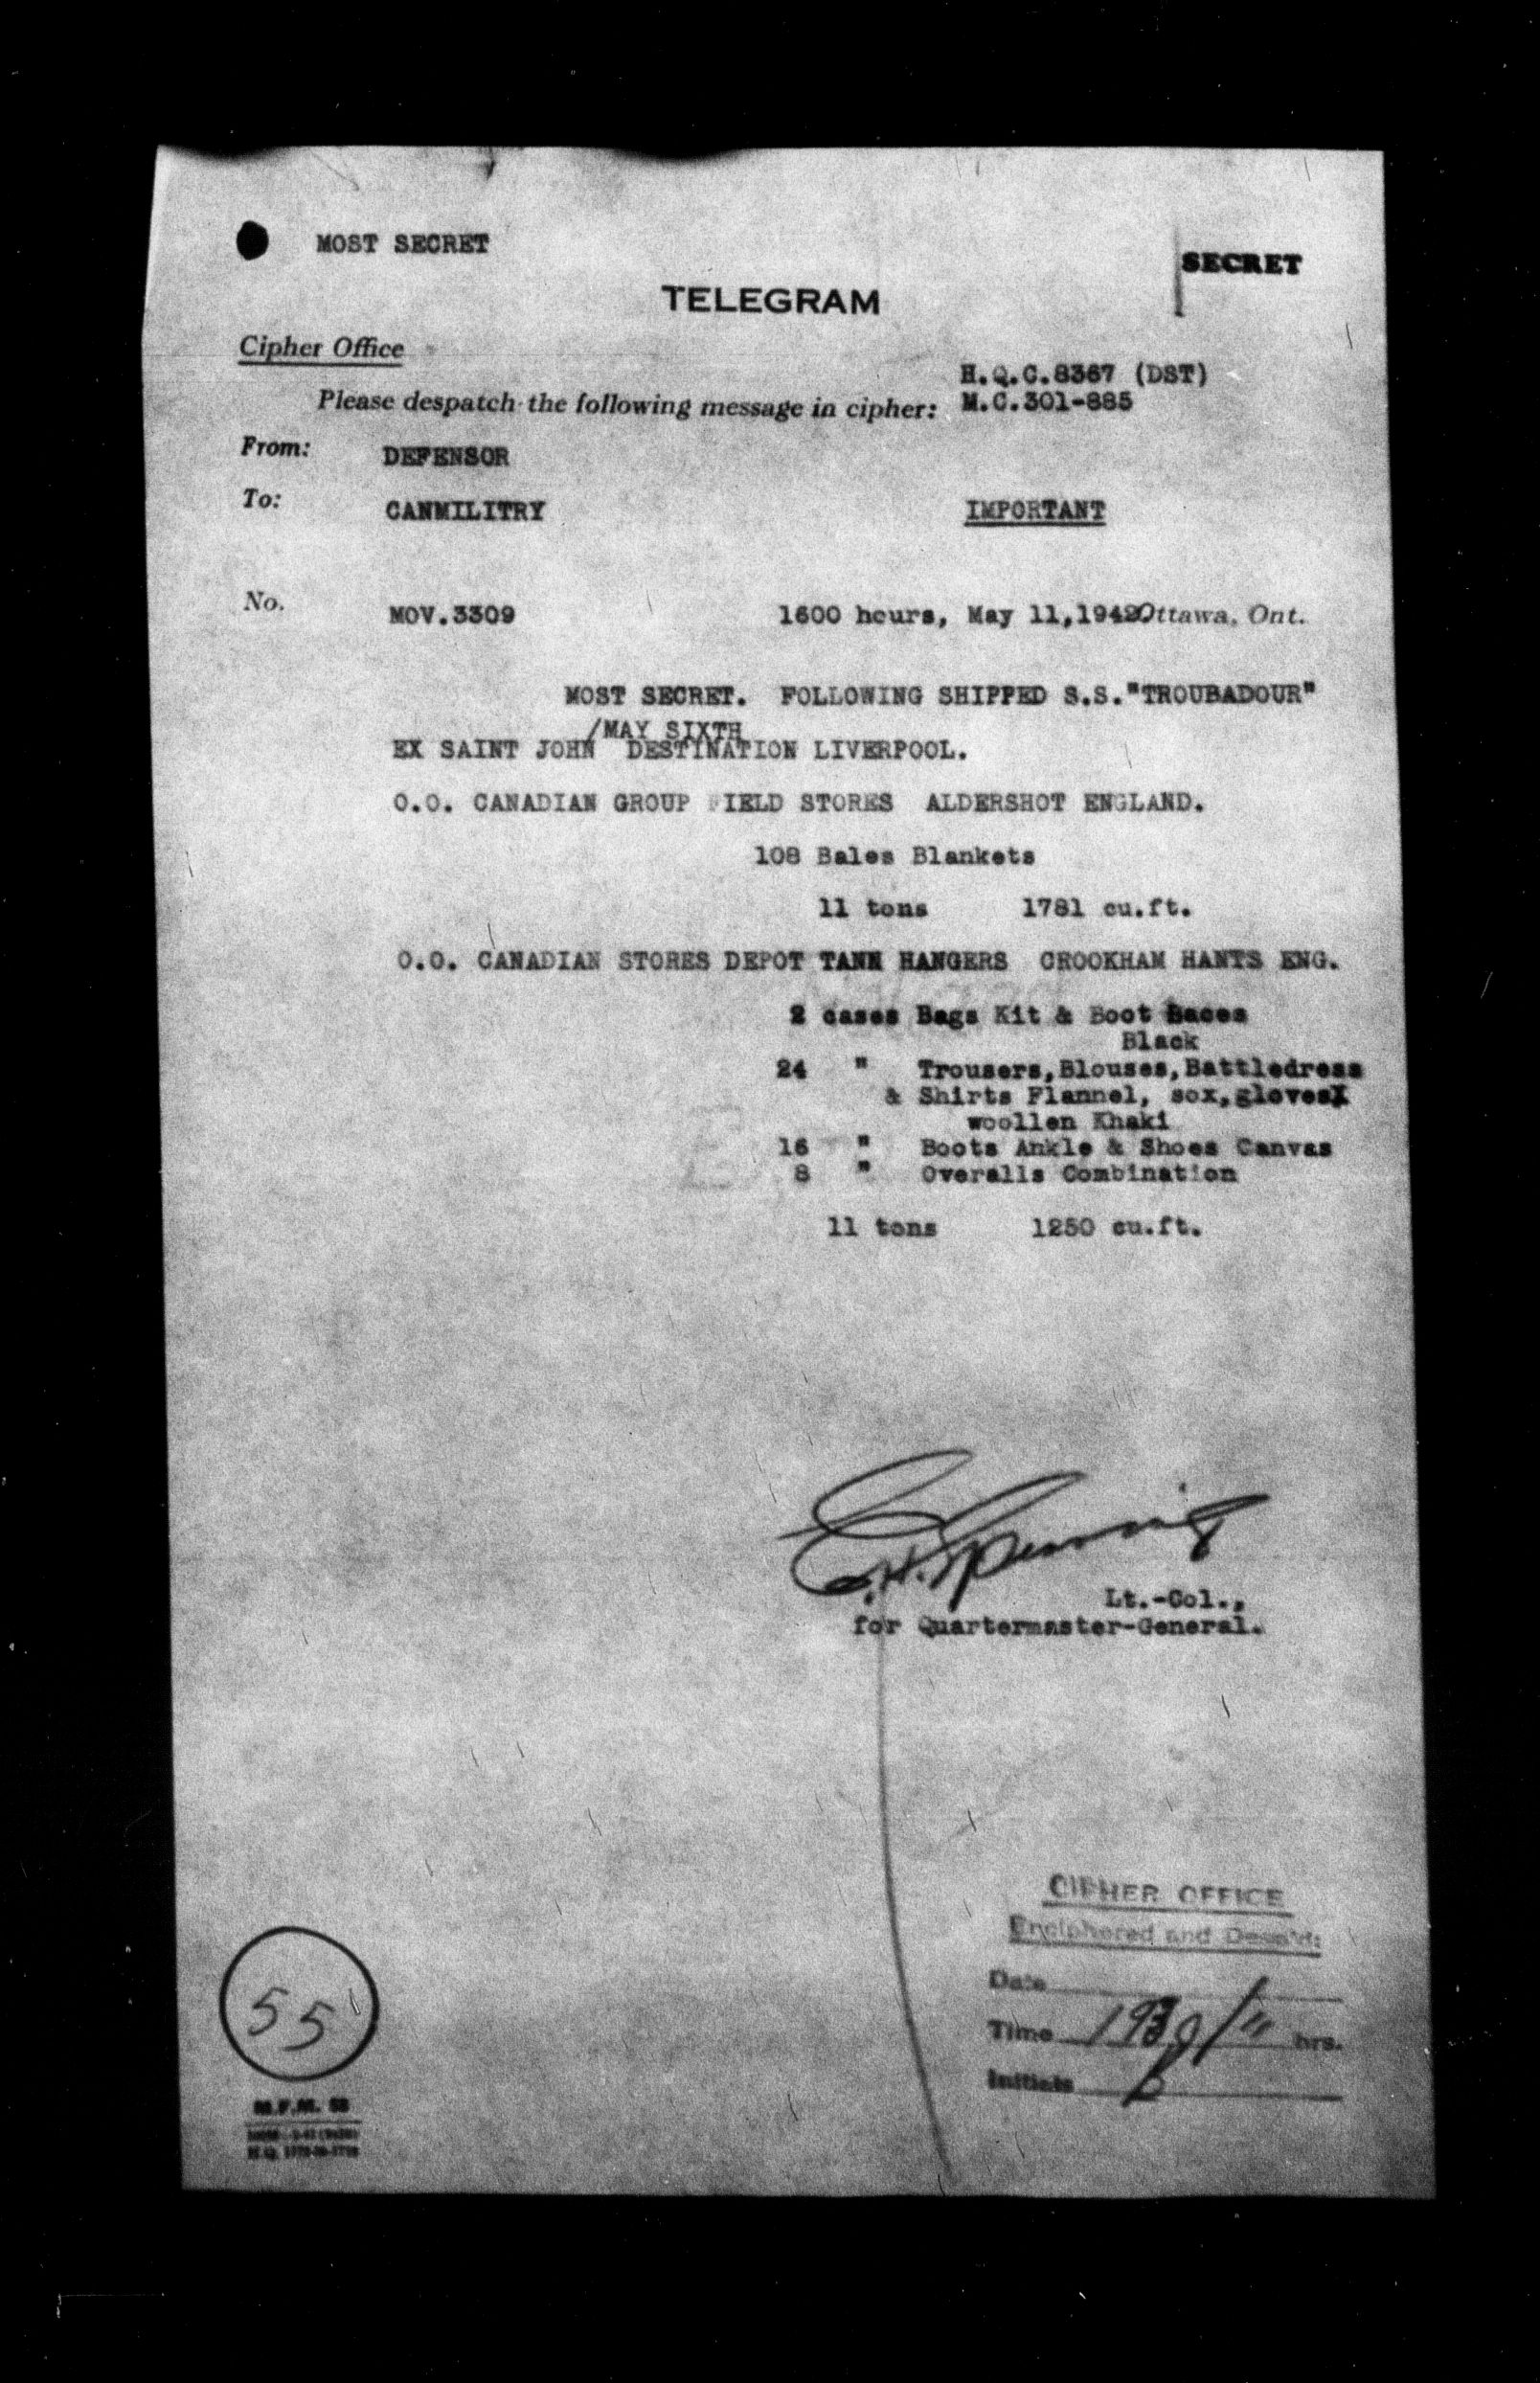 MOST SECRET
SECRET
TELEGRAM
Cipher Office
H.Q.C.8367 (DST)
Please despatch the following message in cipher: M.C.301-885
From: DEFENSOR
To: CANMILITRY IMPORTANT
No. MOV.3309 1600 hours, May 11,1942 Ottawa, Ont.
MOST SECRET. FOLLOWING SHIPPED S.S."TROUBADOUR"
/MAY SIXTH
EX SAINT JOHN DESTINATION LIVERPOOL.
O.O. CANADIAN GROUP FIELD STORES ALDERSHOT ENGLAND.
108 Bales Blankets
11 tons 1781 cu.ft.
O.O. CANADIAN STORES DEPOT TANN HANGERS CROOKHAM HANTS ENG.
2 cases Bags Kit & Boot Baces
Black
24 " Trousers,Blouses,Battledress
& Shirts Flannel, sox,gloves
woollen Khaki
16 " Boots Ankle & Shoes Canvas
8 " Overalls Combination
11 tons 1250 cu.ft.
Lt.-Col.,
for Quartermaster-General.
CIPHER OFFICE
Enciphered and Desp'd:
Date
Time 1930/11 hrs.
Initials
55
M.F.M. 58